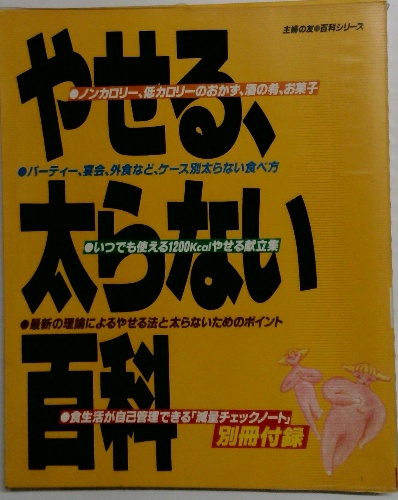 主婦の友●百科シリーズ
やせる、
●ノンカロリー、低カロリーのおかず、酒の肴、お菓子
●パーティー、宴会、外食など、ケース別太らない食べ方
太らない
●いつでも使える1200Kcalやせる献立集
●最新の理論によるやせる法と太らないためのポイント
百科
●食生活が自己管理できる「減量チェックノート」
別冊付録